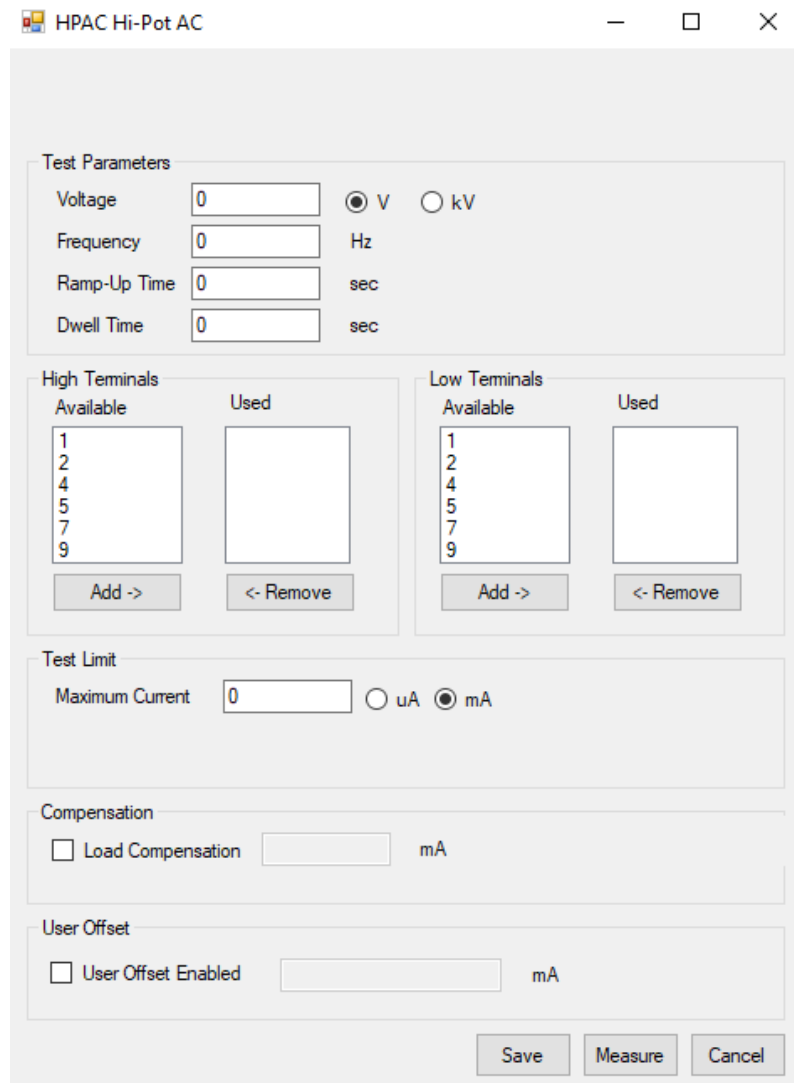 HPAC Hi-Pot AC
Test Parameters
Voltage 0 V kV
Frequency 0 Hz
Ramp-Up Time 0 sec
Dwell Time 0 sec
High Terminals
Available Used
1
2
4
5
7
9
Add -> <- Remove
Low Terminals
Available Used
1
2
4
5
7
9
Add -> <- Remove
Test Limit
Maximum Current 0 uA mA
Compensation
Load Compensation mA
User Offset
User Offset Enabled mA
Save Measure Cancel